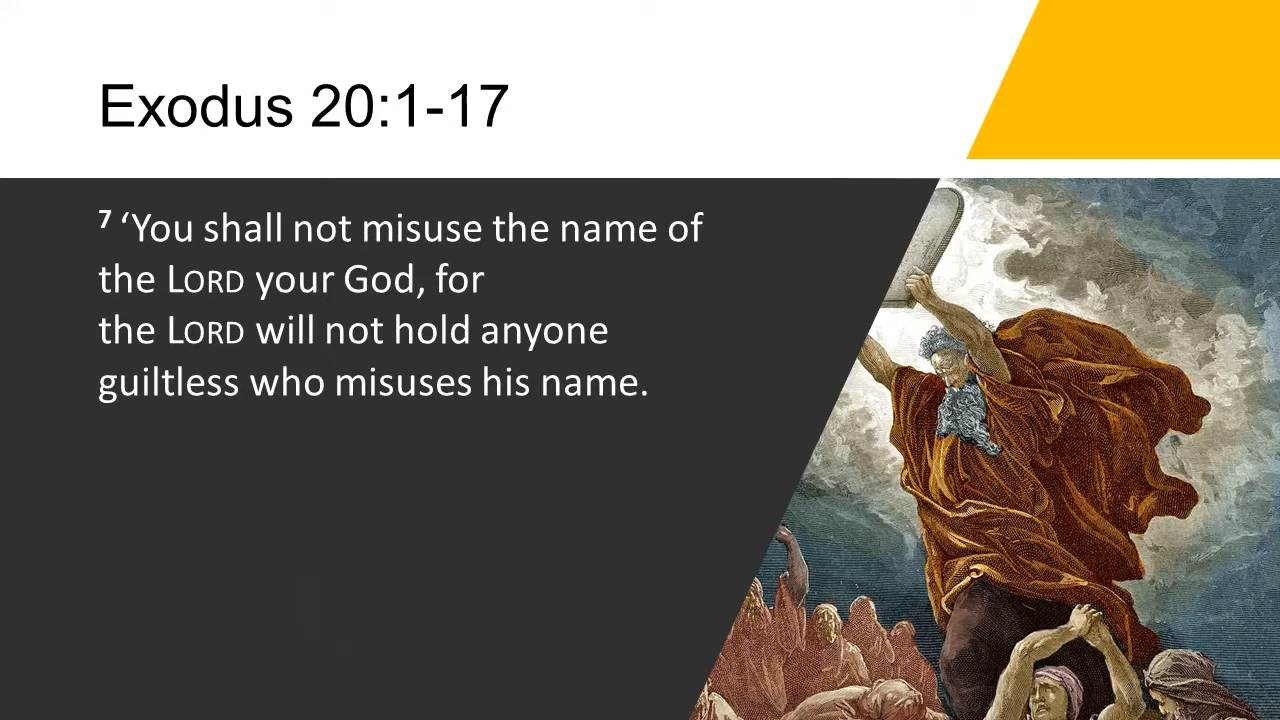 Exodus 20:1-17
7 ‘You shall not misuse the name of
the LORD your God, for
the LORD will not hold anyone
guiltless who misuses his name.